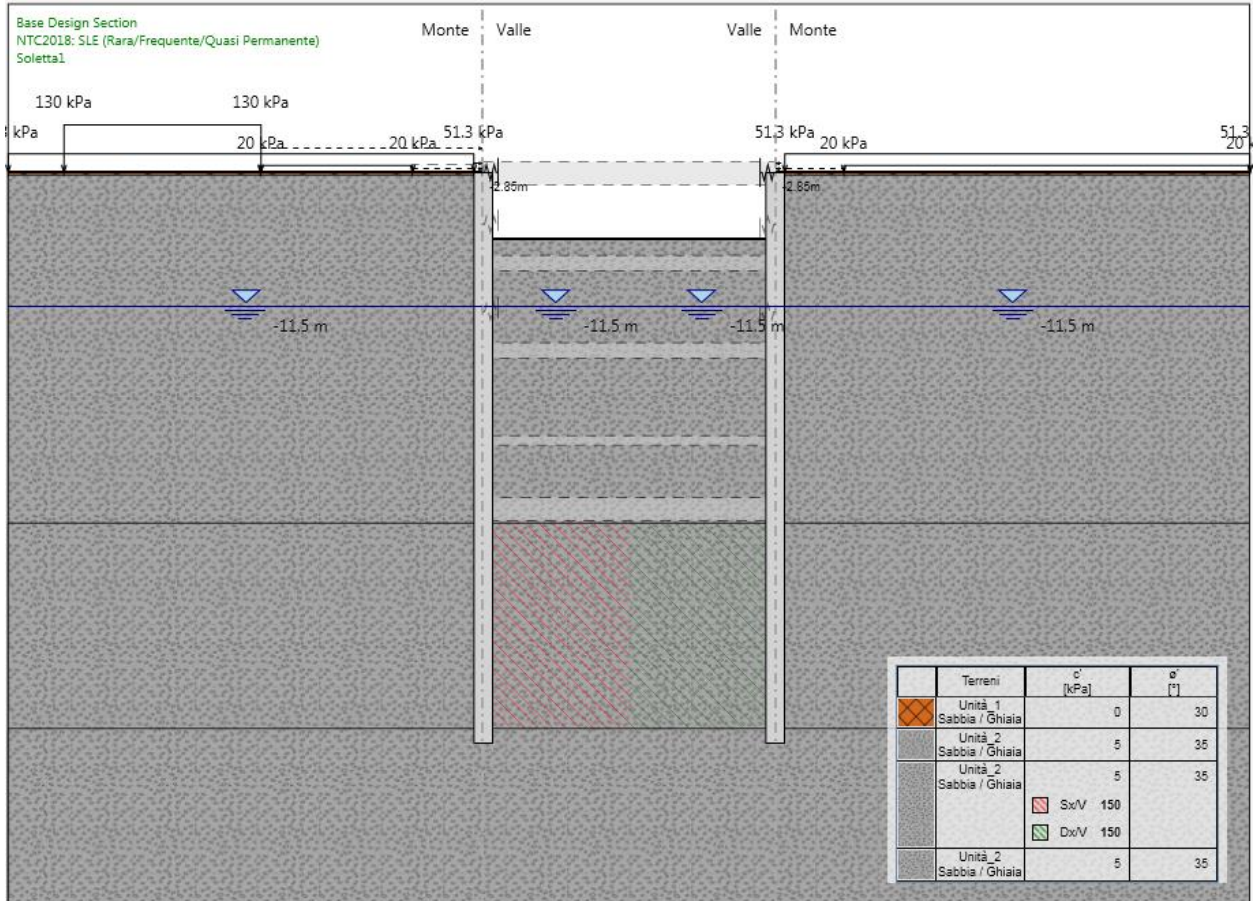 Base Design Section
NTC2018: SLE (Rara/Frequente/Quasi Permanente)
Soletta1
Monte
Valle
Valle
Monte
130 kPa
130 kPa
kPa
20 kPa
20 kPa
51.3 kPa
51.3 kPa
20 kPa
51.3
20
-2.85m
-2.85m
-11.5 m
-11.5 m
-11.5 m
-11.5 m
Terreni c' [kPa] ø' [°]
Unità_1 Sabbia / Ghiaia 0 30
Unità_2 Sabbia / Ghiaia 5 35
Unità_2 Sabbia / Ghiaia 5 35
Sx/V 150
Dx/V 150
Unità_2 Sabbia / Ghiaia 5 35